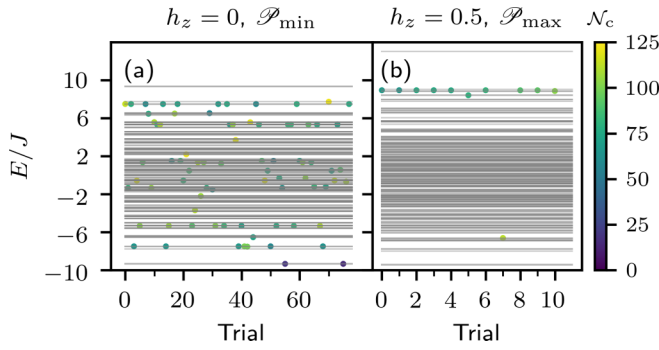 h_z = 0, 𝒫_min
h_z = 0.5, 𝒫_max
𝒩_c
(a)
(b)
E/J
10
6
2
−2
−6
−10
0
20
40
60
Trial
0
2
4
6
8
10
Trial
125
100
75
50
25
0